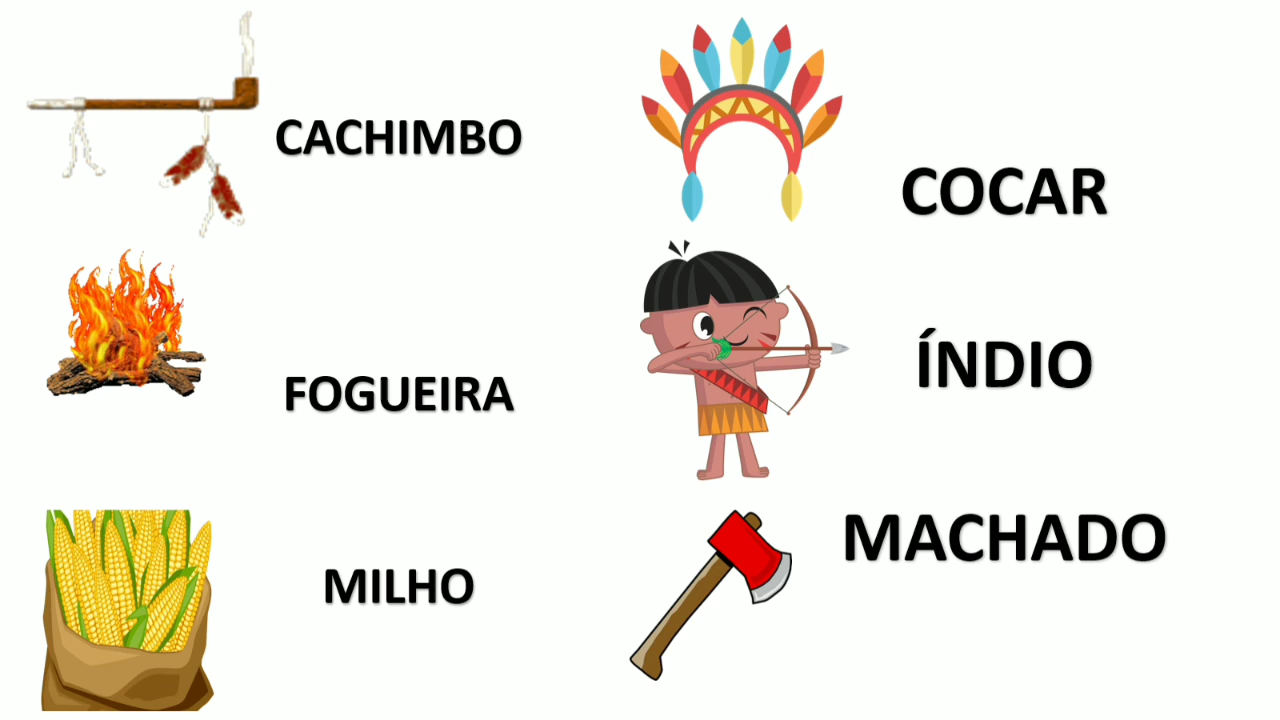 CACHIMBO
COCAR
FOGUEIRA
ÍNDIO
MILHO
MACHADO